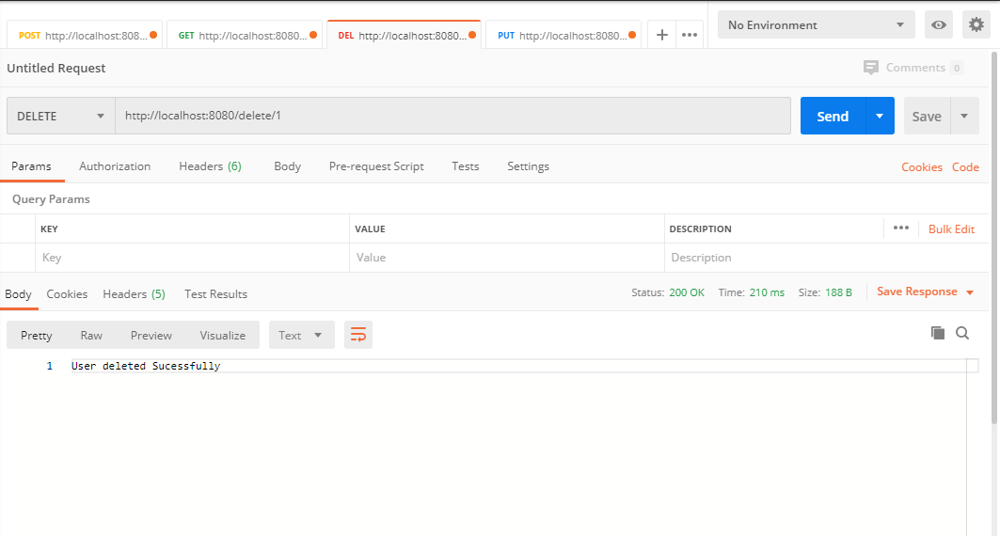 POST http://localhost:808... GET http://localhost:8080... DEL http://localhost:8080... PUT http://localhost:8080... + ••• No Environment
Untitled Request Comments 0
DELETE http://localhost:8080/delete/1 Send Save
Params Authorization Headers (6) Body Pre-request Script Tests Settings Cookies Code
Query Params
KEY VALUE DESCRIPTION ••• Bulk Edit
Key Value Description
Body Cookies Headers (5) Test Results Status: 200 OK Time: 210 ms Size: 188 B Save Response
Pretty Raw Preview Visualize Text
1 User deleted Sucessfully